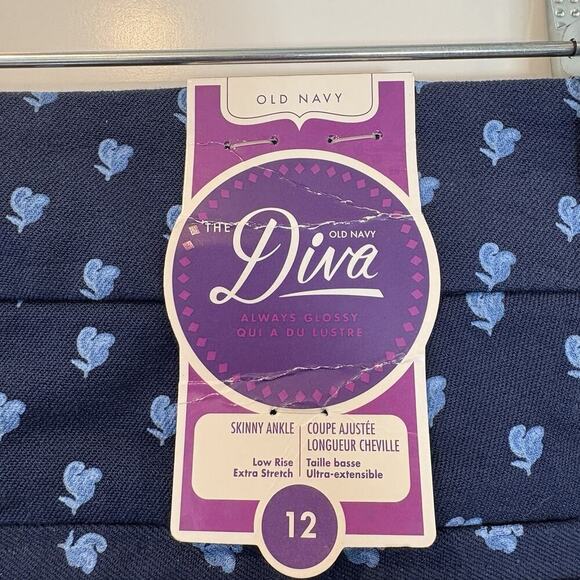 OLD NAVY
THE
OLD NAVY
Diva
ALWAYS GLOSSY
QUI A DU LUSTRE
SKINNY ANKLE
Low Rise
Extra Stretch
COUPE AJUSTÉE
LONGUEUR CHEVILLE
Taille basse
Ultra-extensible
12